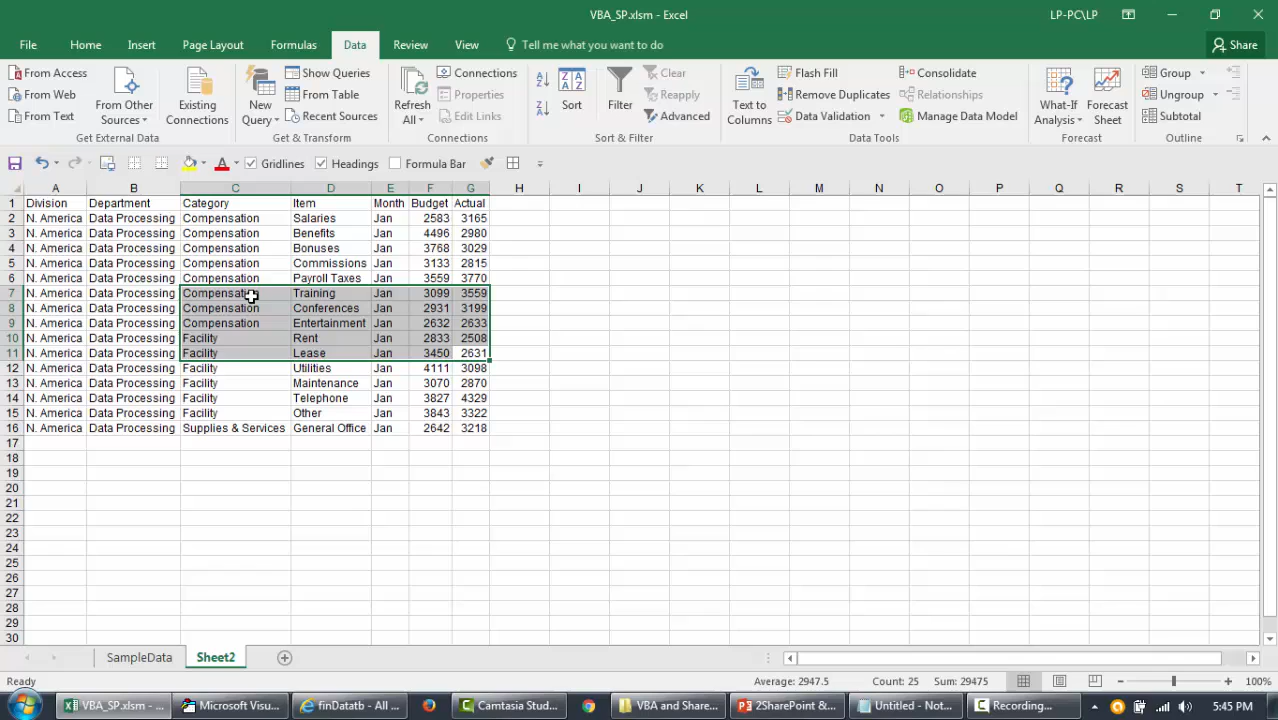 VBA_SP.xlsm - Excel
LP-PC\LP
File Home Insert Page Layout Formulas Data Review View Tell me what you want to do Share
From Access
From Web
From Text
From Other Sources
Existing Connections
Get External Data
New Query
Show Queries
From Table
Recent Sources
Get & Transform
Refresh All
Connections
Properties
Edit Links
Connections
Sort
Filter
Clear
Reapply
Advanced
Sort & Filter
Text to Columns
Flash Fill
Remove Duplicates
Data Validation
Consolidate
Relationships
Manage Data Model
Data Tools
What-If Analysis
Forecast Sheet
Forecast
Group
Ungroup
Subtotal
Outline
Gridlines Headings Formula Bar
A B C D E F G H I J K L M N O P Q R S T
1 Division Department Category Item Month Budget Actual
2 N. America Data Processing Compensation Salaries Jan 2583 3165
3 N. America Data Processing Compensation Benefits Jan 4496 2980
4 N. America Data Processing Compensation Bonuses Jan 3768 3029
5 N. America Data Processing Compensation Commissions Jan 3133 2815
6 N. America Data Processing Compensation Payroll Taxes Jan 3559 3770
7 N. America Data Processing Compensation Training Jan 3099 3559
8 N. America Data Processing Compensation Conferences Jan 2931 3199
9 N. America Data Processing Compensation Entertainment Jan 2632 2633
10 N. America Data Processing Facility Rent Jan 2833 2508
11 N. America Data Processing Facility Lease Jan 3450 2631
12 N. America Data Processing Facility Utilities Jan 4111 3098
13 N. America Data Processing Facility Maintenance Jan 3070 2870
14 N. America Data Processing Facility Telephone Jan 3827 4329
15 N. America Data Processing Facility Other Jan 3843 3322
16 N. America Data Processing Supplies & Services General Office Jan 2642 3218
17
18
19
20
21
22
23
24
25
26
27
28
29
30
SampleData Sheet2
Ready Average: 2947.5 Count: 25 Sum: 29475 100%
VBA_SP.xlsm - ... Microsoft Visu... finDatatb - All ... Camtasia Stud... VBA and Share... 2SharePoint &... Untitled - Not... Recording... 5:45 PM